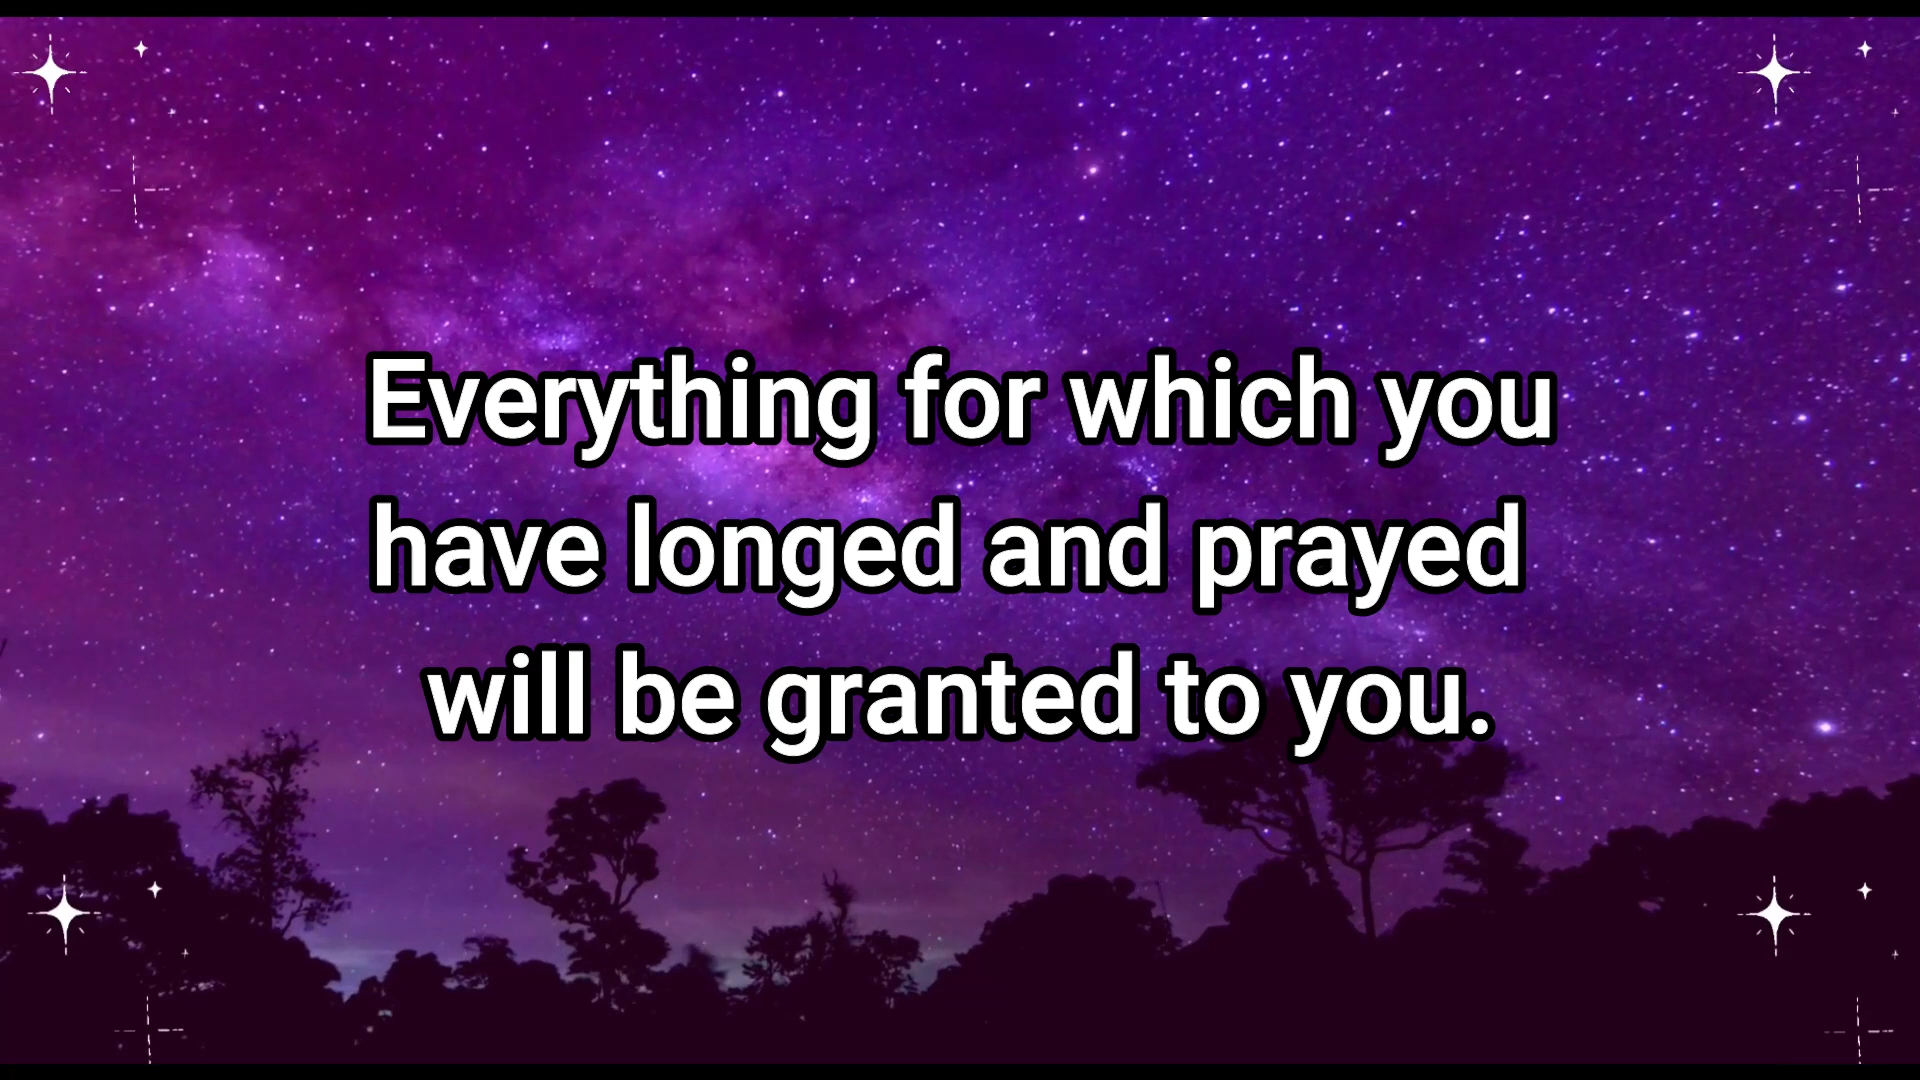 Everything for which you
have longed and prayed
will be granted to you.